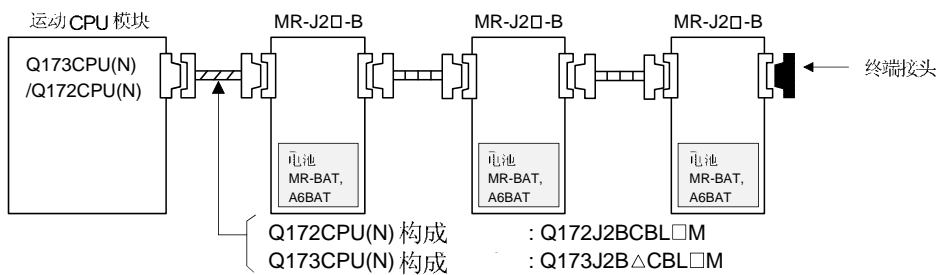 运动CPU模块
MR-J2□-B
MR-J2□-B
MR-J2□-B
Q173CPU(N)
/Q172CPU(N)
终端接头
电池
MR-BAT,
A6BAT
电池
MR-BAT,
A6BAT
电池
MR-BAT,
A6BAT
Q172CPU(N)构成 : Q172J2BCBL□M
Q173CPU(N)构成 : Q173J2B△CBL□M